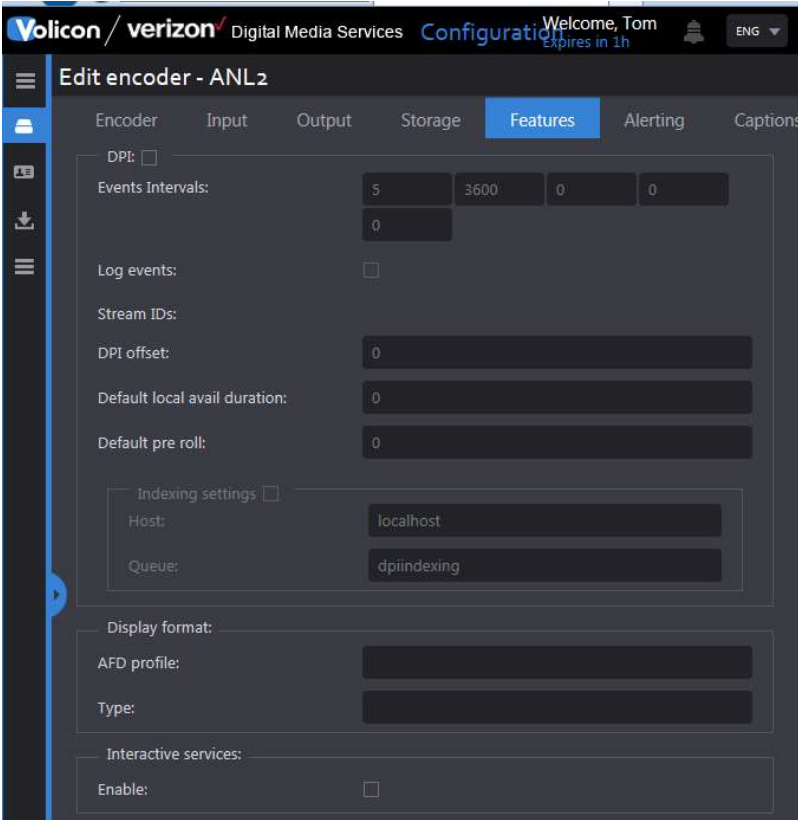 Volicon / verizon Digital Media Services Configuration Welcome, Tom ENG
Expires in 1h
Edit encoder - ANL2
Encoder Input Output Storage Features Alerting Captions
DPI:
Events Intervals: 5 3600 0 0
0
Log events:
Stream IDs:
DPI offset: 0
Default local avail duration: 0
Default pre roll: 0
Indexing settings
Host: localhost
Queue: dpiindexing
Display format:
AFD profile:
Type:
Interactive services:
Enable: